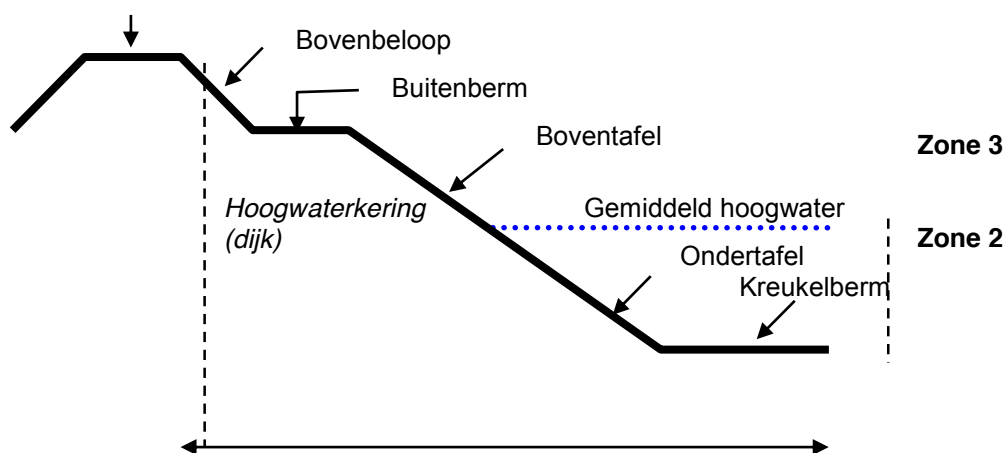 Bovenbeloop
Buitenberm
Boventafel
Zone 3
Hoogwaterkering
(dijk)
Gemiddeld hoogwater
Zone 2
Ondertafel
Kreukelberm